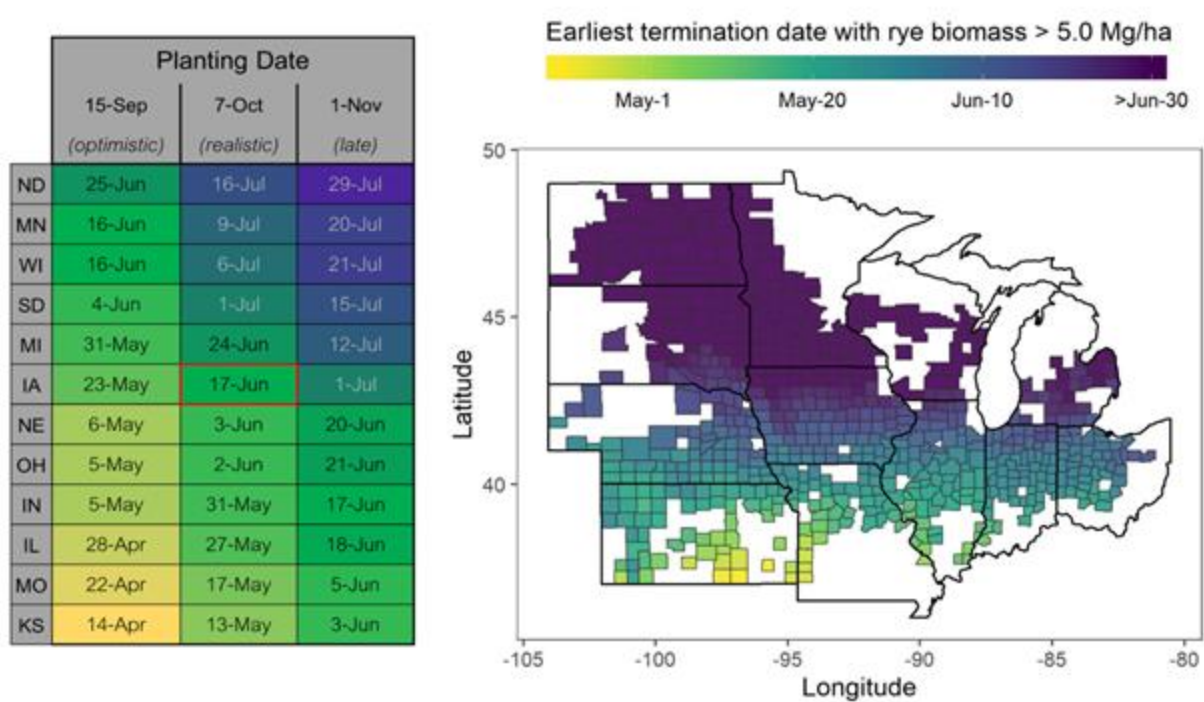 Planting Date
15-Sep 7-Oct 1-Nov
(optimistic) (realistic) (late)
ND 25-Jun 16-Jul 29-Jul
MN 16-Jun 9-Jul 20-Jul
WI 16-Jun 6-Jul 21-Jul
SD 4-Jun 1-Jul 15-Jul
MI 31-May 24-Jun 12-Jul
IA 23-May 17-Jun 1-Jul
NE 6-May 3-Jun 20-Jun
OH 5-May 2-Jun 21-Jun
IN 5-May 31-May 17-Jun
IL 28-Apr 27-May 18-Jun
MO 22-Apr 17-May 5-Jun
KS 14-Apr 13-May 3-Jun
Earliest termination date with rye biomass > 5.0 Mg/ha
May-1 May-20 Jun-10 >Jun-30
50
45
40
Latitude
-105 -100 -95 -90 -85 -80
Longitude